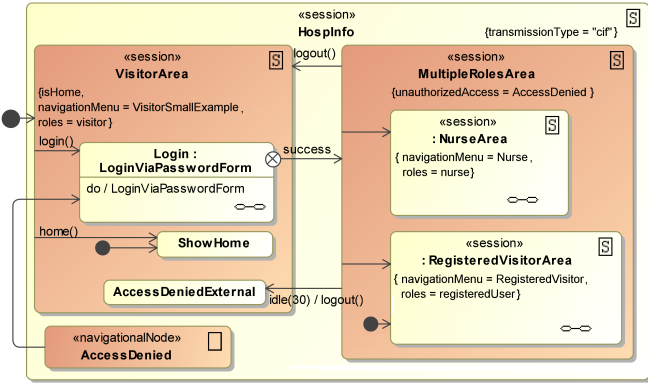 «session»
HospInfo
{transmissionType = "cif"}
S
«session»
VisitorArea
S
{isHome,
navigationMenu = VisitorSmallExample,
roles = visitor}
login()
Login :
LoginViaPasswordForm
do / LoginViaPasswordForm
home()
ShowHome
AccessDeniedExternal
«navigationalNode»
AccessDenied
logout()
success
idle(30) / logout()
«session»
MultipleRolesArea
S
{unauthorizedAccess = AccessDenied }
«session»
: NurseArea
S
{ navigationMenu = Nurse,
roles = nurse}
«session»
: RegisteredVisitorArea
S
{ navigationMenu = RegisteredVisitor,
roles = registeredUser}